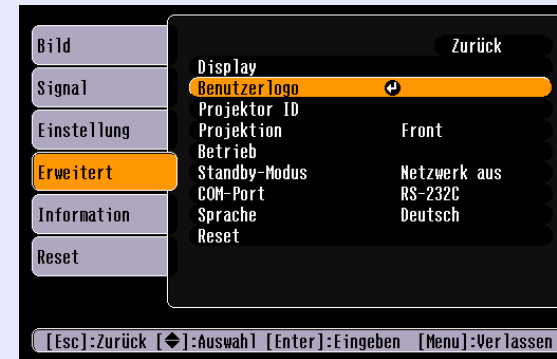 Bild
Signal
Einstellung
Erweitert
Information
Reset
Zurück
Display
Benutzerlogo
Projektor ID
Projektion Front
Betrieb
Standby-Modus Netzwerk aus
COM-Port RS-232C
Sprache Deutsch
Reset
[Esc]:Zurück [◆]:Auswahl [Enter]:Eingeben [Menu]:Verlassen